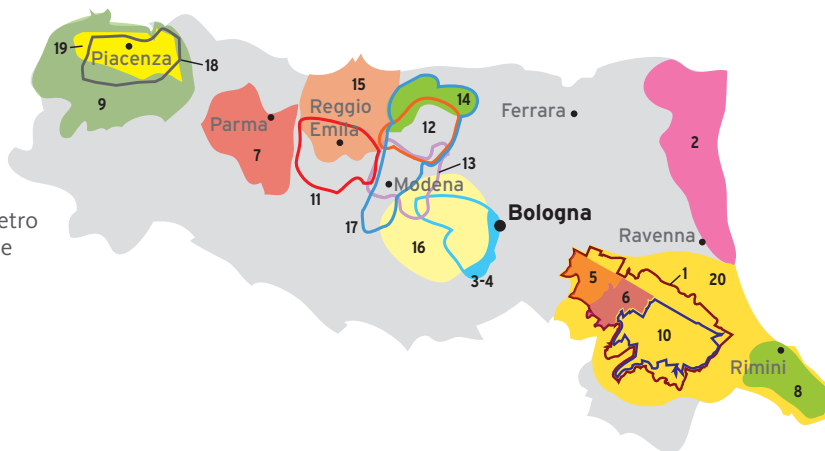 19
Piacenza
18
9
15
Reggio
Emilia
14
Parma
12
7
13
11
Modena
17
16
3-4
Bologna
Ferrara
2
Ravenna
etro
e
5
1
20
6
10
Rimini
8